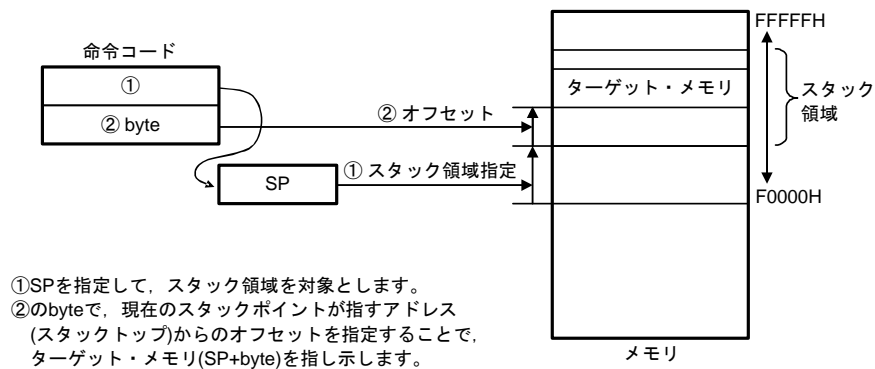 命令コード
①
② byte
SP
② オフセット
① スタック領域指定
FFFFFH
ターゲット・メモリ
スタック
領域
F0000H
メモリ
①SPを指定して，スタック領域を対象とします。
②のbyteで，現在のスタックポイントが指すアドレス
(スタックトップ)からのオフセットを指定することで，
ターゲット・メモリ(SP+byte)を指し示します。